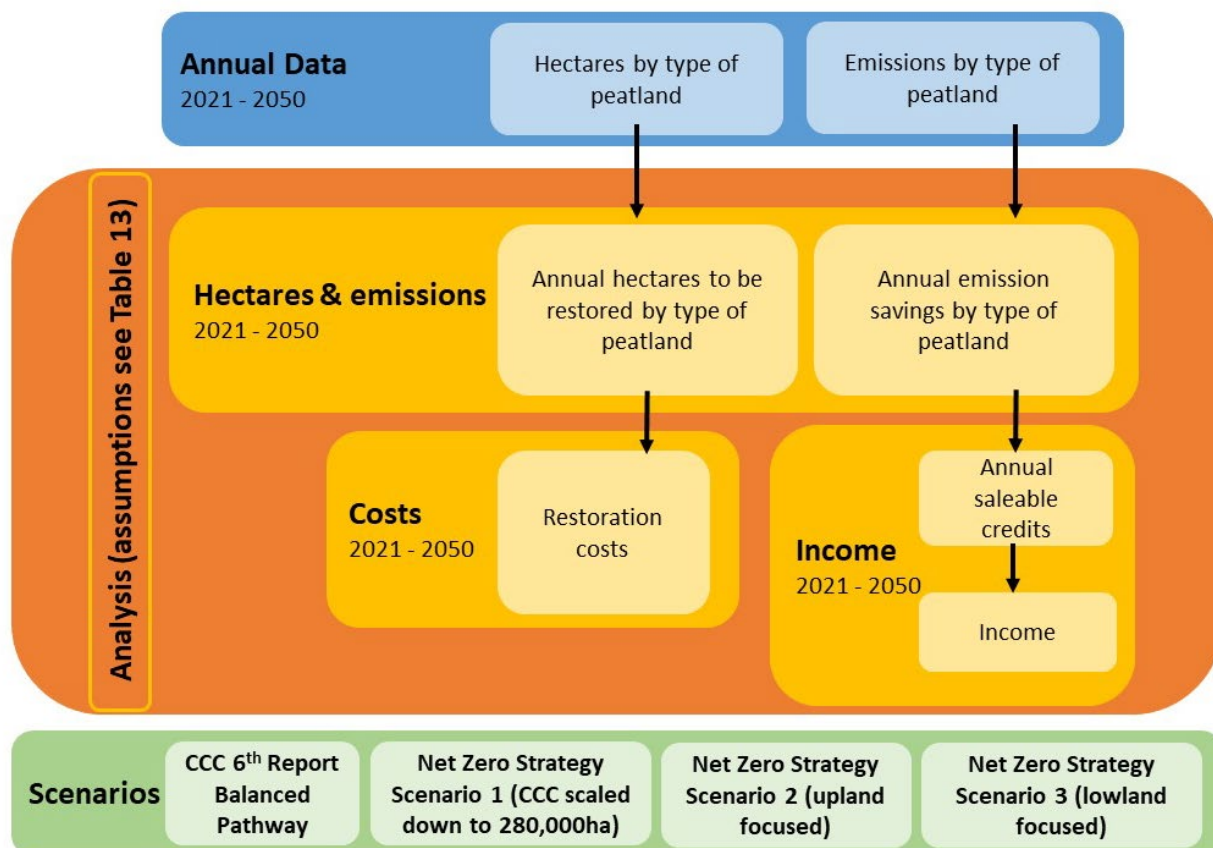 Annual Data
2021 - 2050
Hectares by type of
peatland
Emissions by type of
peatland
Analysis (assumptions see Table 13)
Hectares & emissions
2021 - 2050
Annual hectares to be
restored by type of
peatland
Annual emission
savings by type of
peatland
Costs
2021 - 2050
Restoration
costs
Income
2021 - 2050
Annual
saleable
credits
Income
Scenarios
CCC 6th Report
Balanced
Pathway
Net Zero Strategy
Scenario 1 (CCC scaled
down to 280,000ha)
Net Zero Strategy
Scenario 2 (upland
focused)
Net Zero Strategy
Scenario 3 (lowland
focused)